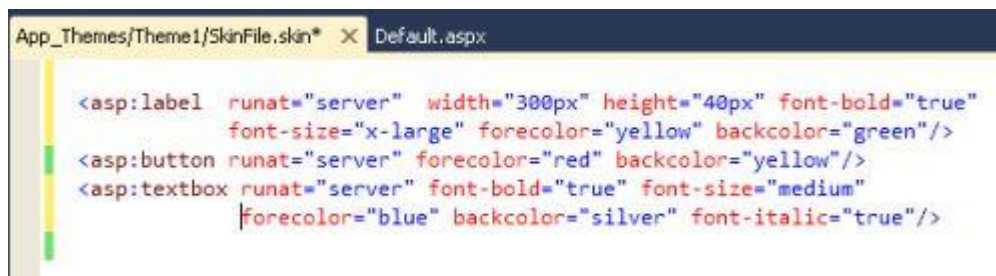 App_Themes/Theme1/SkinFile.skin* X Default.aspx
<asp:label runat="server" width="300px" height="40px" font-bold="true"
font-size="x-large" forecolor="yellow" backcolor="green"/>
<asp:button runat="server" forecolor="red" backcolor="yellow"/>
<asp:textbox runat="server" font-bold="true" font-size="medium"
forecolor="blue" backcolor="silver" font-italic="true"/>